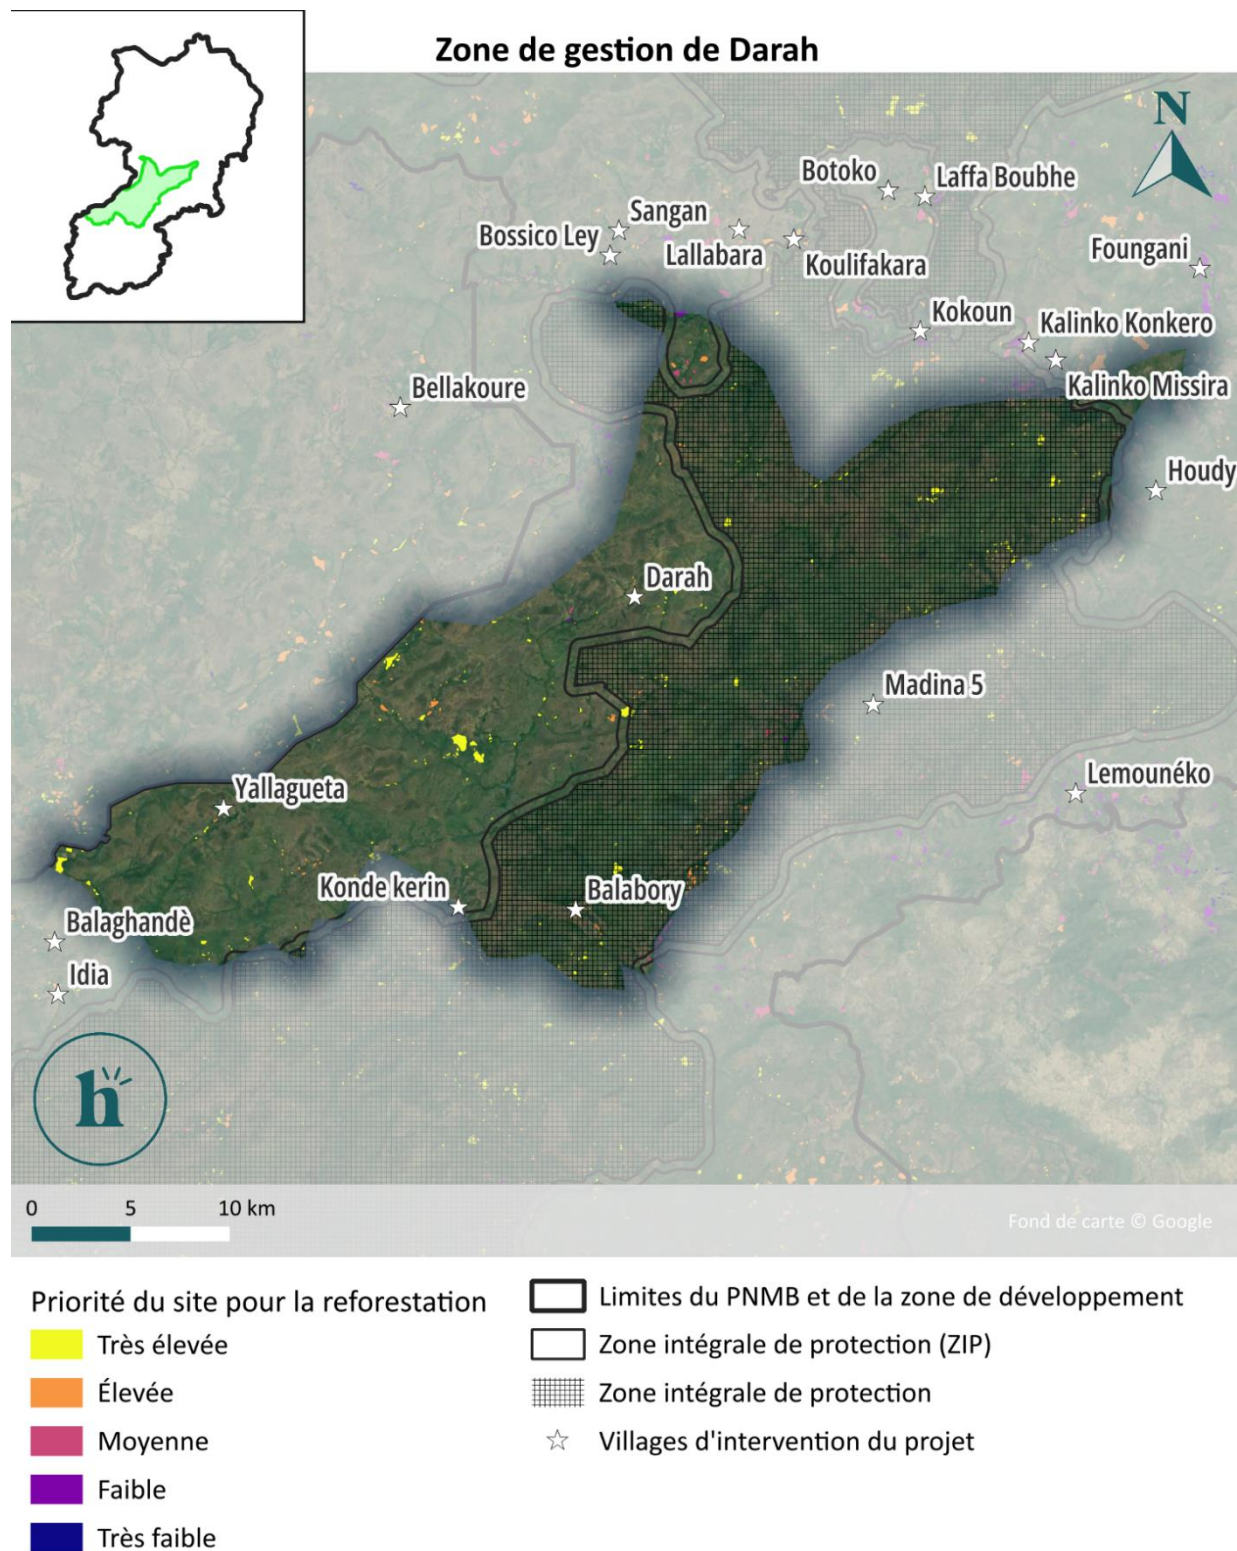 Zone de gestion de Darah
N
Botoko
Laffa Boubhe
Sangan
Bossico Ley
Lallabara
Koulifakara
Foungani
Kokoun
Kalinko Konkero
Kalinko Missira
Bellakoure
Houdy
Darah
Madina 5
Lemounéko
Yallagueta
Konde kerin
Balabory
Balaghandè
Idia
h
0 5 10 km
Fond de carte © Google
Priorité du site pour la reforestation
Très élevée
Élevée
Moyenne
Faible
Très faible
Limites du PNMB et de la zone de développement
Zone intégrale de protection (ZIP)
Zone intégrale de protection
Villages d'intervention du projet